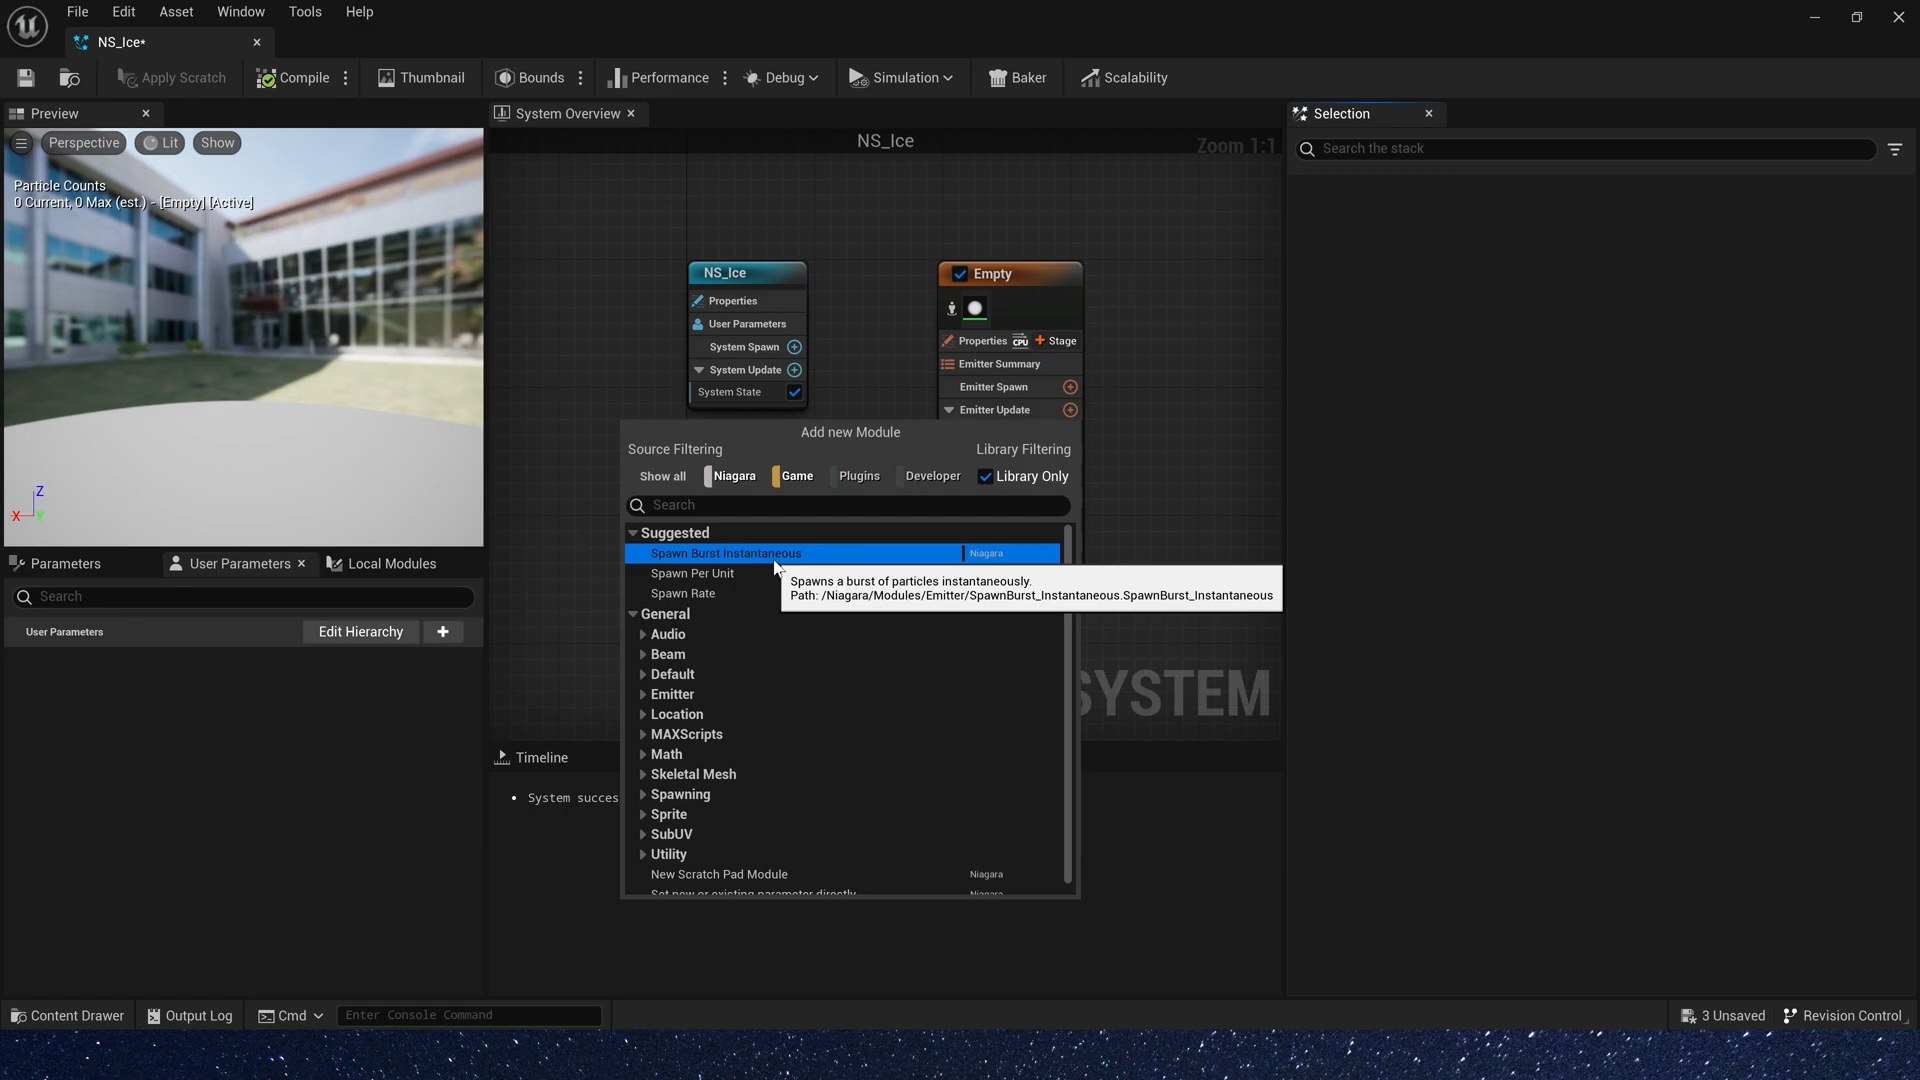 File Edit Asset Window Tools Help
NS_Ice*
Apply Scratch Compile Thumbnail Bounds Performance Debug Simulation Baker Scalability
Preview
Perspective Lit Show
Particle Counts
0 Current, 0 Max (est.) - [Empty] [Active]
Z
X Y
Parameters User Parameters Local Modules
Search
User Parameters Edit Hierarchy
System Overview
NS_Ice
Zoom 1:1
NS_Ice
Properties
User Parameters
System Spawn
System Update
System State
Empty
Properties CPU Stage
Emitter Summary
Emitter Spawn
Emitter Update
Add new Module
Source Filtering Library Filtering
Show all Niagara Game Plugins Developer Library Only
Search
Suggested
Spawn Burst Instantaneous Niagara
Spawn Per Unit
Spawn Rate
Spawns a burst of particles instantaneously.
Path: /Niagara/Modules/Emitter/SpawnBurst_Instantaneous.SpawnBurst_Instantaneous
General
Audio
Beam
Default
Emitter
Location
MAXScripts
Math
Skeletal Mesh
Spawning
Sprite
SubUV
Utility
New Scratch Pad Module Niagara
Set new or existing parameter directly Niagara
SYSTEM
Timeline
System succes
Selection
Search the stack
Content Drawer Output Log Cmd Enter Console Command
3 Unsaved Revision Control